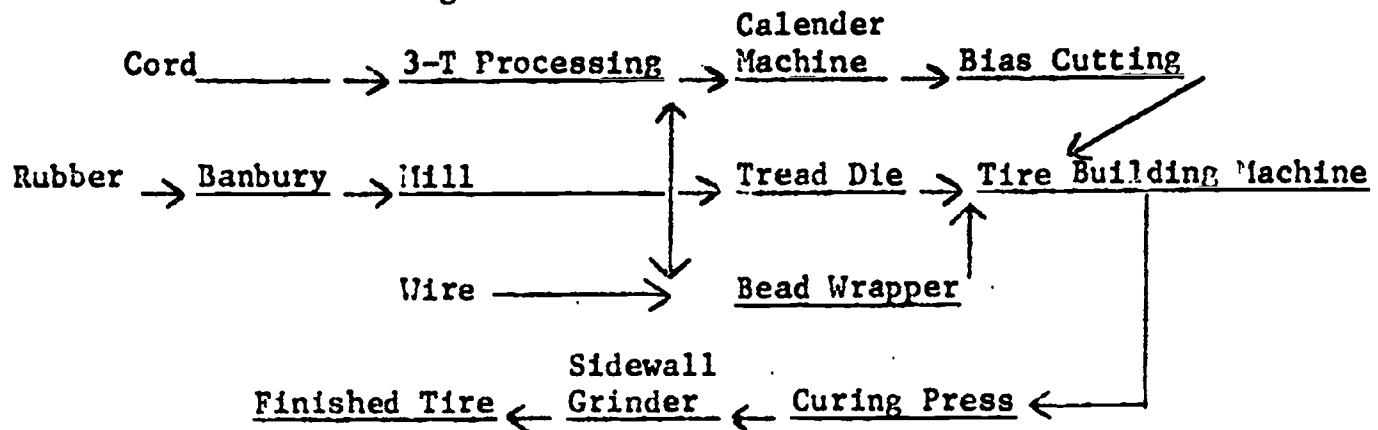 Calender
Cord 3-T Processing Machine Bias Cutting
Rubber Banbury Mill Tread Die Tire Building Machine
Wire Bead Wrapper
Sidewall
Finished Tire Grinder Curing Press